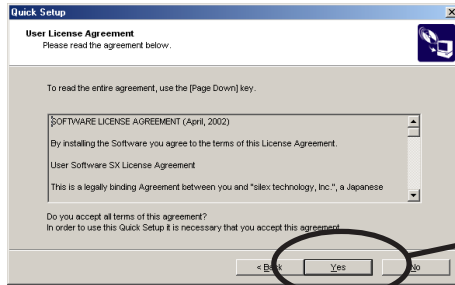 Quick Setup
User License Agreement
Please read the agreement below.
To read the entire agreement, use the [Page Down] key.
SOFTWARE LICENSE AGREEMENT (April, 2002)
By installing the Software you agree to the terms of this License Agreement.
User Software SX License Agreement
This is a legally binding Agreement between you and "silex technology, Inc.", a Japanese
Do you accept all terms of this agreement?
In order to use this Quick Setup it is necessary that you accept this agreement.
< Back
Yes
No